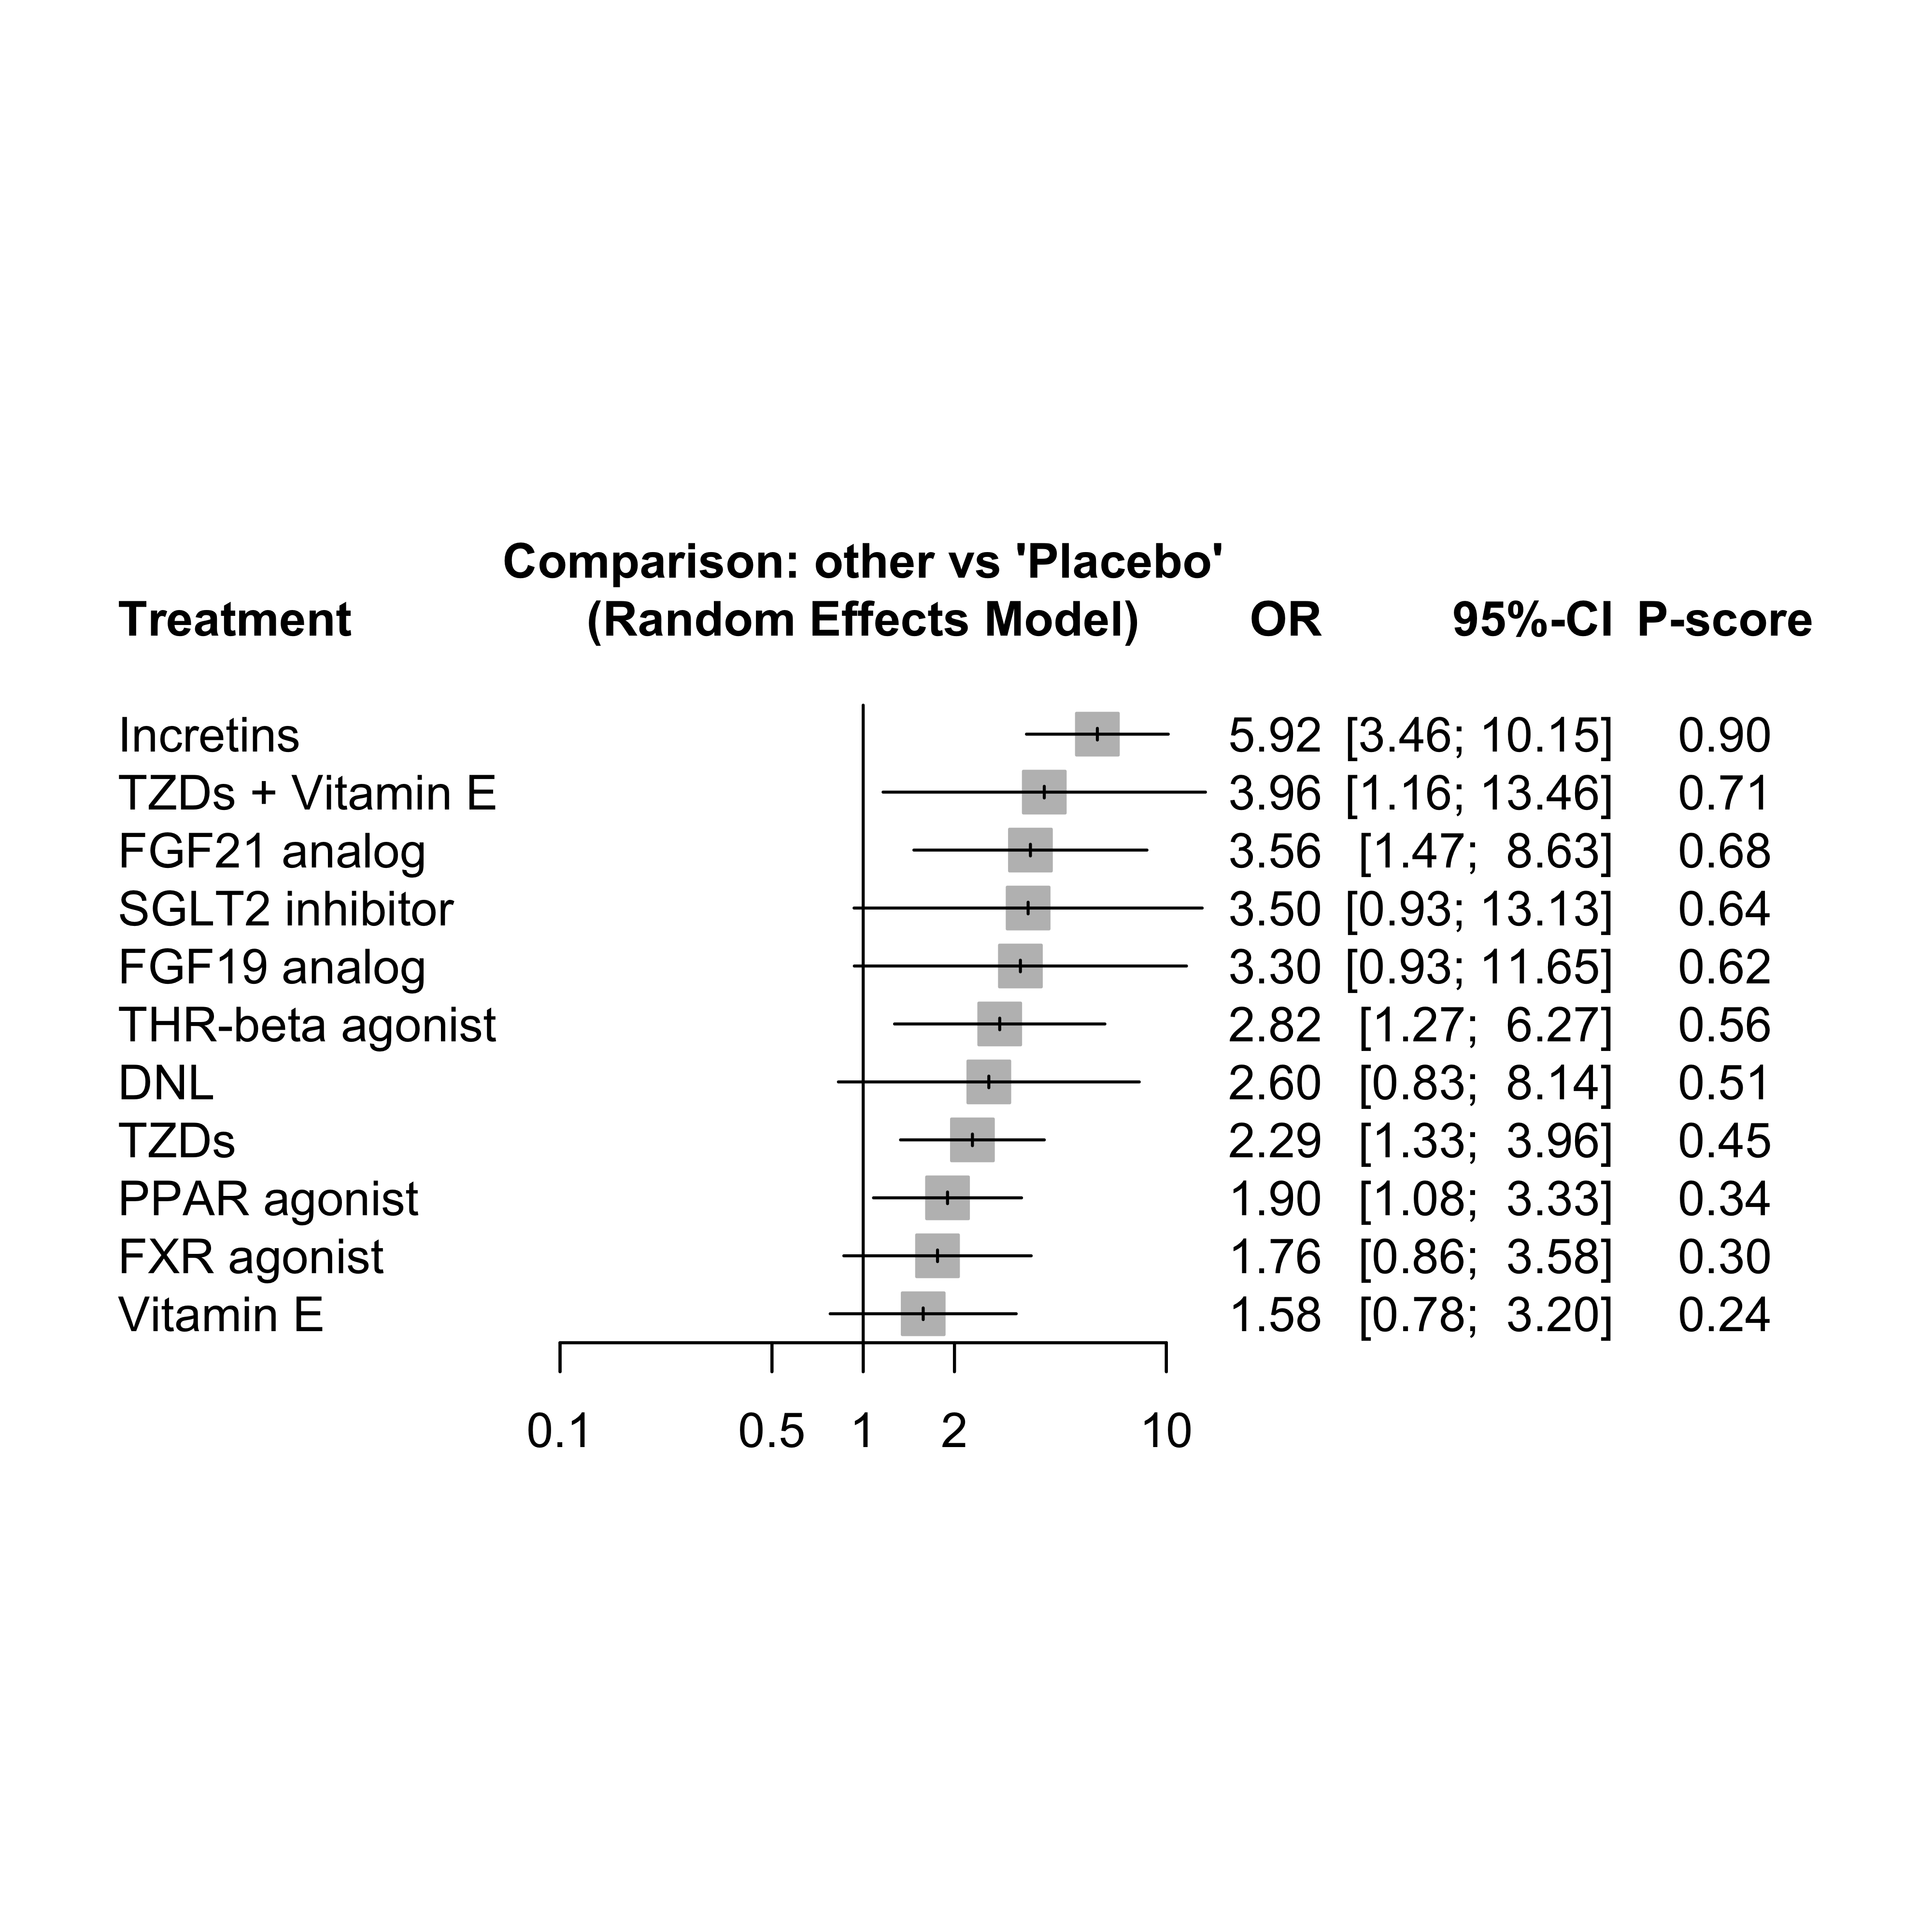 Comparison: other vs 'Placebo'
Treatment (Random Effects Model) OR 95%-CI P-score
Incretins 5.92 [3.46; 10.15] 0.90
TZDs + Vitamin E 3.96 [1.16; 13.46] 0.71
FGF21 analog 3.56 [1.47; 8.63] 0.68
SGLT2 inhibitor 3.50 [0.93; 13.13] 0.64
FGF19 analog 3.30 [0.93; 11.65] 0.62
THR-beta agonist 2.82 [1.27; 6.27] 0.56
DNL 2.60 [0.83; 8.14] 0.51
TZDs 2.29 [1.33; 3.96] 0.45
PPAR agonist 1.90 [1.08; 3.33] 0.34
FXR agonist 1.76 [0.86; 3.58] 0.30
Vitamin E 1.58 [0.78; 3.20] 0.24
0.1 0.5 1 2 10